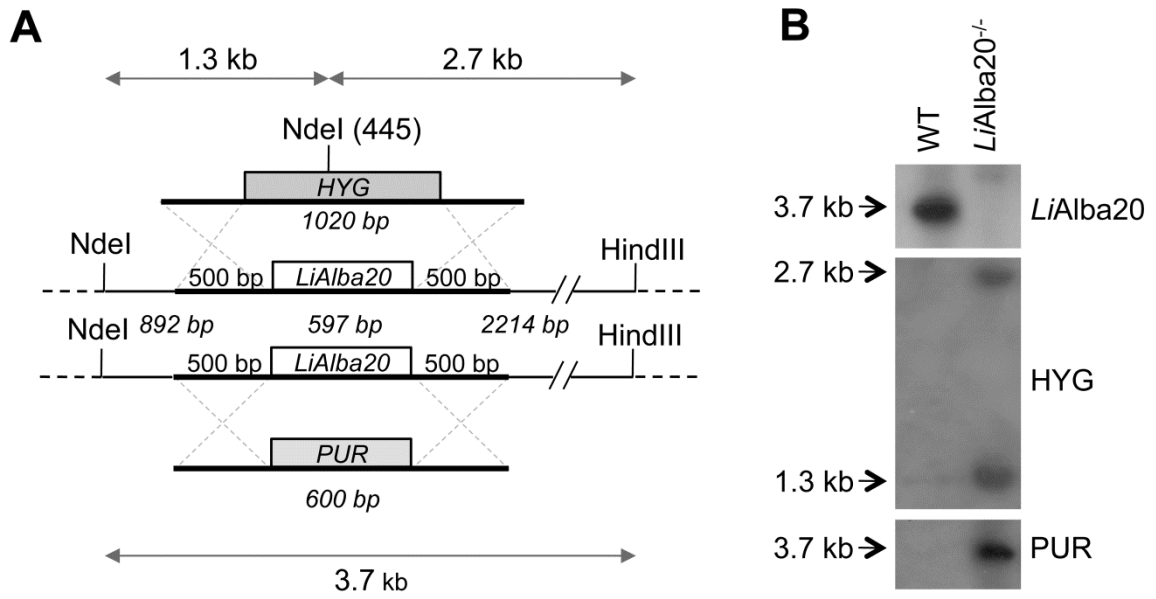 A
1.3 kb 2.7 kb
NdeI (445)
HYG
1020 bp
NdeI HindIII
500 bp LiAlba20 500 bp
892 bp 597 bp 2214 bp
NdeI HindIII
500 bp LiAlba20 500 bp
PUR
600 bp
3.7 kb
B
WT LiAlba20-/-
3.7 kb LiAlba20
2.7 kb
HYG
1.3 kb
3.7 kb PUR